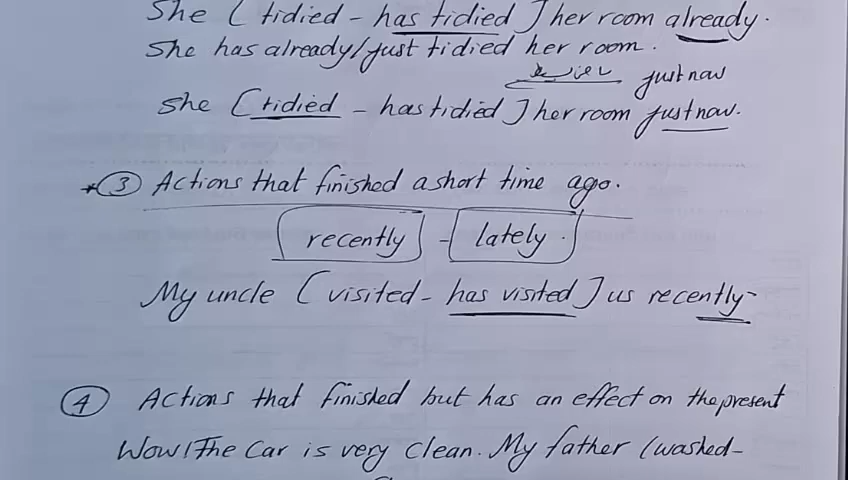 She [tidied - has tidied] her room already.
She has already/just tidied her room.
just now
She [tidied - has tidied] her room just now.
③ Actions that finished a short time ago.
recently - lately.
My uncle [visited - has visited] us recently-
④ Actions that finished but has an effect on the present
Wow! The Car is very clean. My father (washed-